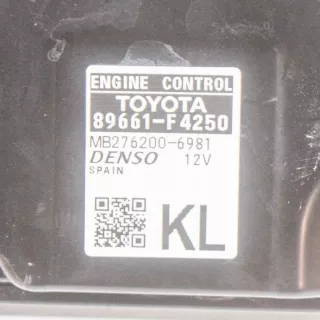 ENGINE CONTROL
TOYOTA
89661-F4250
MB276200-6981
DENSO 12V
SPAIN
KL